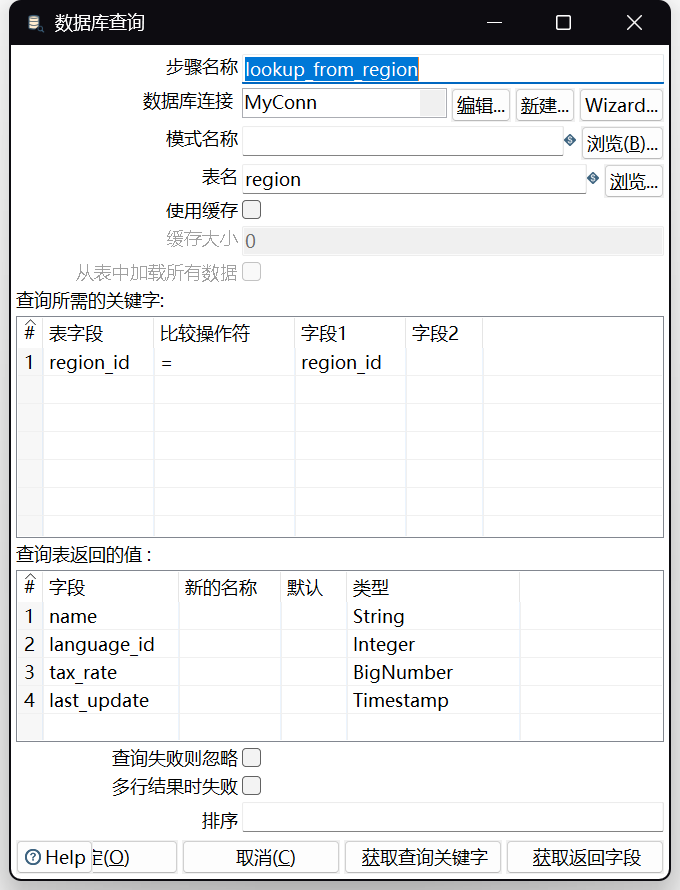 数据库查询
步骤名称 lookup_from_region
数据库连接 MyConn 编辑... 新建... Wizard...
模式名称 浏览(B)...
表名 region 浏览...
使用缓存
缓存大小 0
从表中加载所有数据
查询所需的关键字:
# 表字段 比较操作符 字段1 字段2
1 region_id = region_id
查询表返回的值 :
# 字段 新的名称 默认 类型
1 name String
2 language_id Integer
3 tax_rate BigNumber
4 last_update Timestamp
查询失败则忽略
多行结果时失败
排序
Help 定(O) 取消(C) 获取查询关键字 获取返回字段